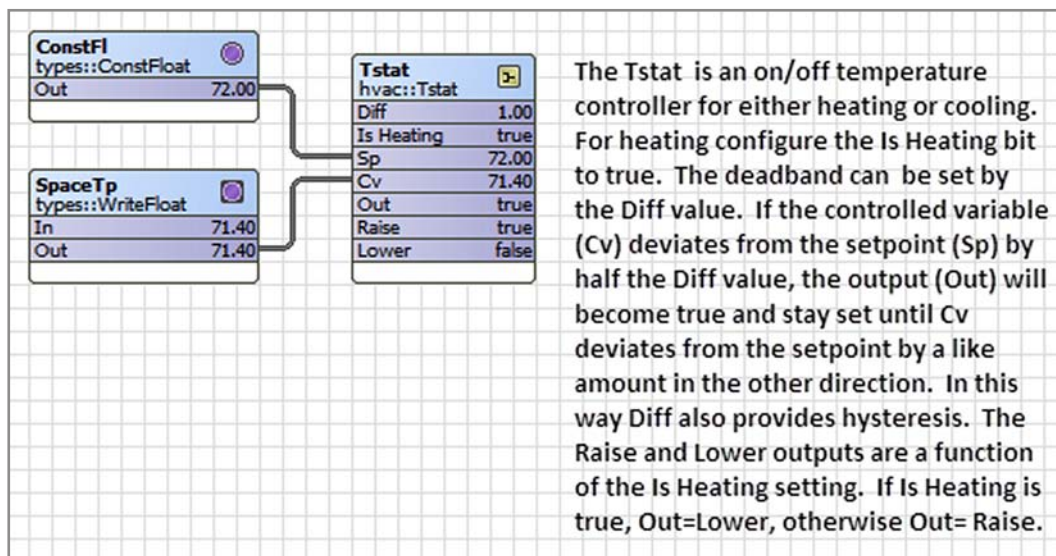 ConstFl
types::ConstFloat
Out 72.00
SpaceTp
types::WriteFloat
In 71.40
Out 71.40
Tstat
hvac::Tstat
Diff 1.00
Is Heating true
Sp 72.00
Cv 71.40
Out true
Raise true
Lower false
The Tstat is an on/off temperature
controller for either heating or cooling.
For heating configure the Is Heating bit
to true. The deadband can be set by
the Diff value. If the controlled variable
(Cv) deviates from the setpoint (Sp) by
half the Diff value, the output (Out) will
become true and stay set until Cv
deviates from the setpoint by a like
amount in the other direction. In this
way Diff also provides hysteresis. The
Raise and Lower outputs are a function
of the Is Heating setting. If Is Heating is
true, Out=Lower, otherwise Out= Raise.